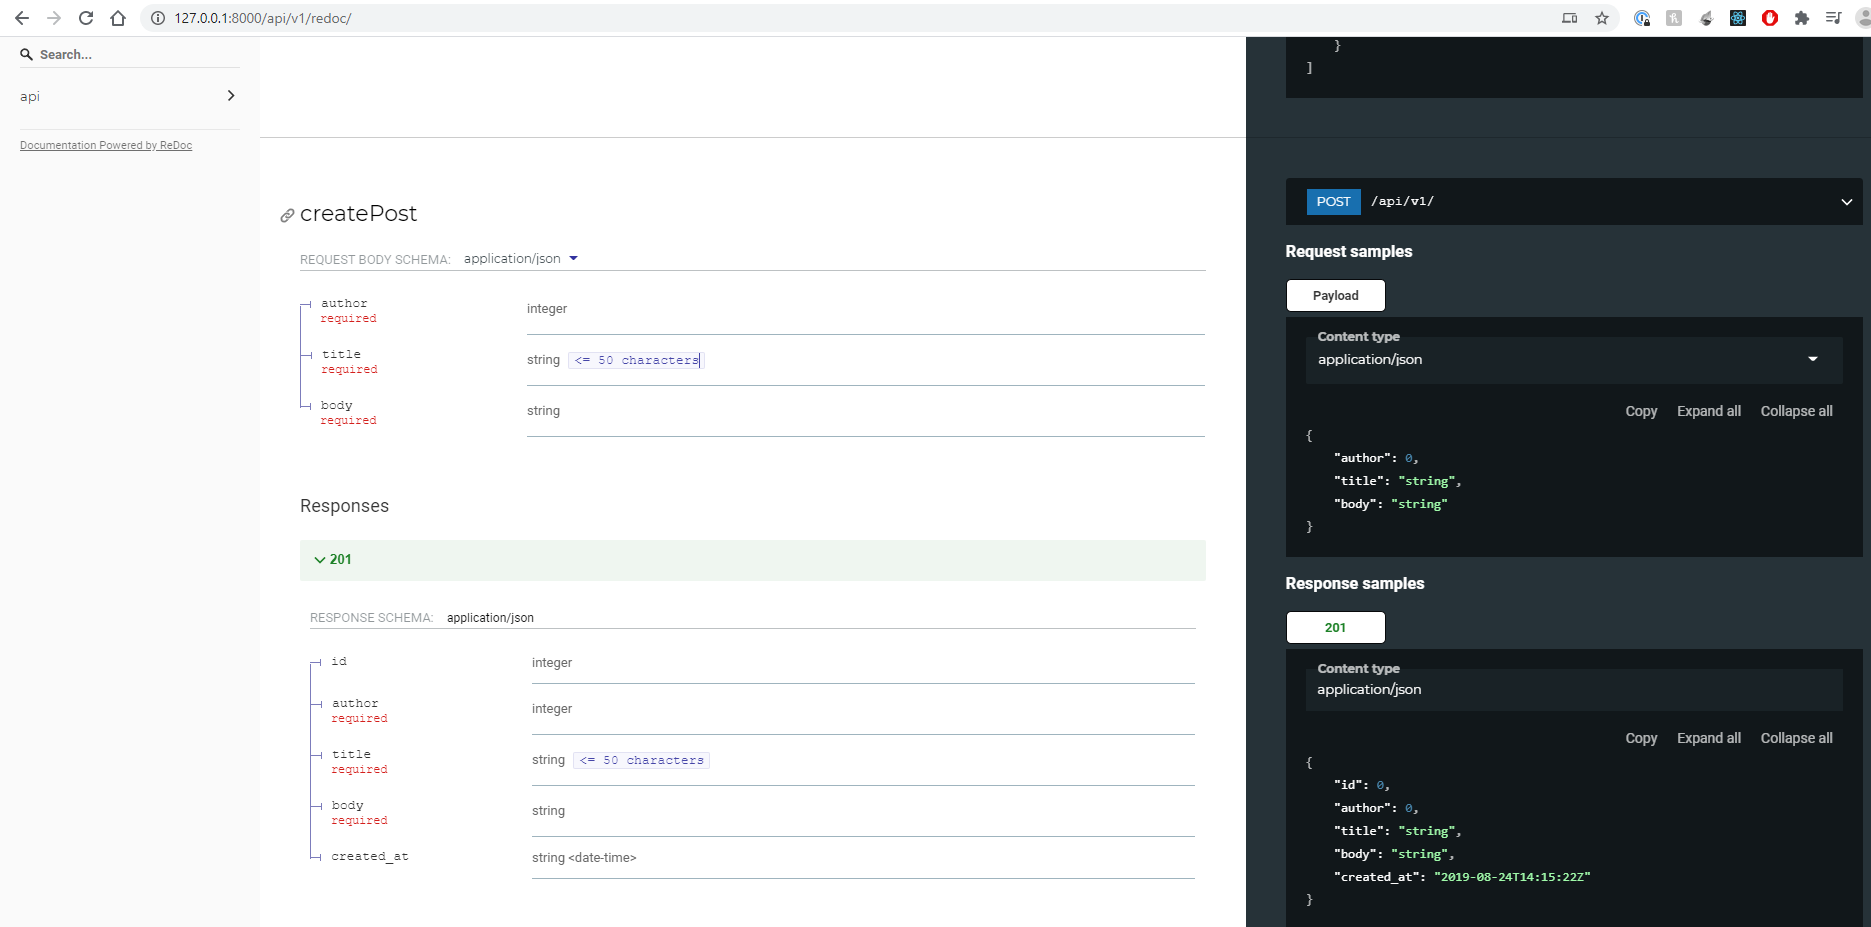 127.0.0.1:8000/api/v1/redoc/
Search...
api
Documentation Powered by ReDoc
createPost
REQUEST BODY SCHEMA: application/json
author
required
integer
title
required
string <= 50 characters
body
required
string
Responses
201
RESPONSE SCHEMA: application/json
id
integer
author
required
integer
title
required
string <= 50 characters
body
required
string
created_at
string <date-time>
}
]
POST /api/v1/
Request samples
Payload
Content type
application/json
Copy Expand all Collapse all
{
"author": 0,
"title": "string",
"body": "string"
}
Response samples
201
Content type
application/json
Copy Expand all Collapse all
{
"id": 0,
"author": 0,
"title": "string",
"body": "string",
"created_at": "2019-08-24T14:15:22Z"
}